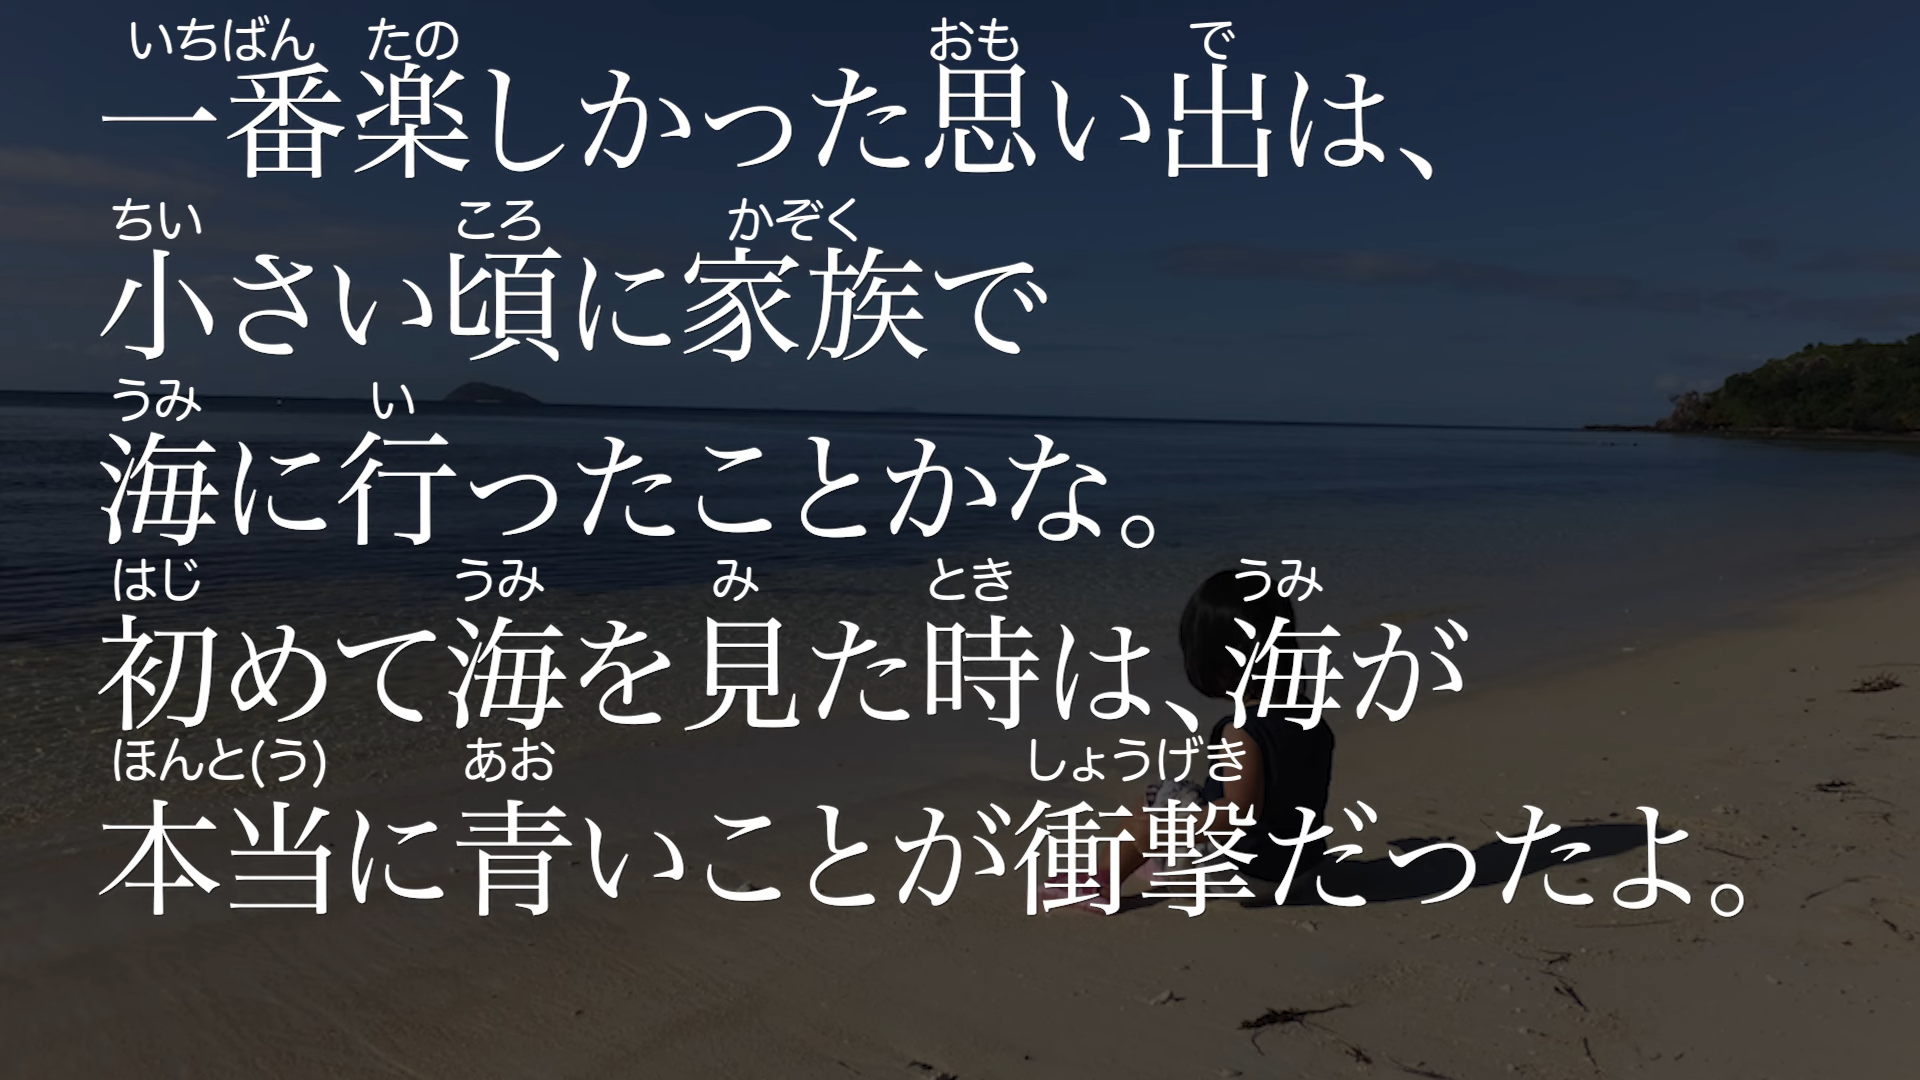 いちばん たの おも で
一番楽しかった思い出は、
ちい ころ かぞく
小さい頃に家族で
うみ い
海に行ったことかな。
はじ うみ み とき うみ
初めて海を見た時は、海が
ほんと(う) あお しょうげき
本当に青いことが衝撃だったよ。